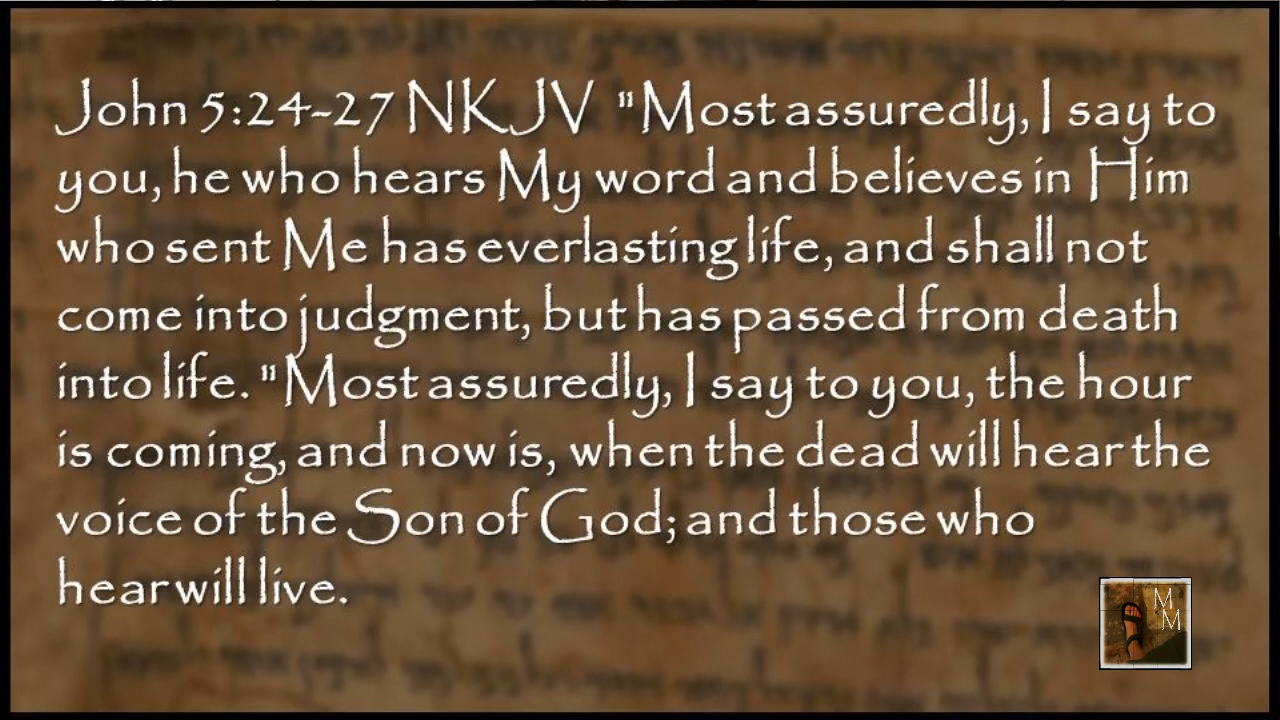 John 5:24-27 NKJV "Most assuredly, I say to
you, he who hears My word and believes in Him
who sent Me has everlasting life, and shall not
come into judgment, but has passed from death
into life. "Most assuredly, I say to you, the hour
is coming, and now is, when the dead will hear the
voice of the Son of God; and those who
hear will live.
M
M